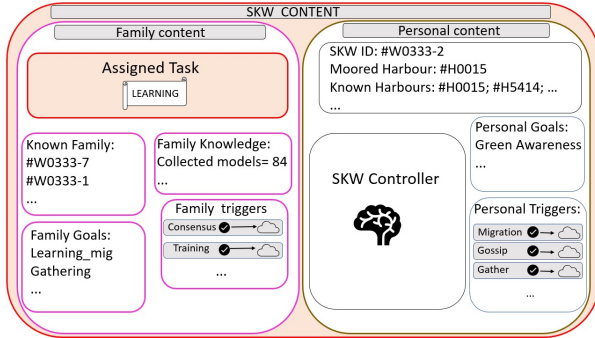 SKW CONTENT
Family content
Assigned Task
LEARNING
Known Family:
#W0333-7
#W0333-1
...
Family Knowledge:
Collected models= 84
...
Family Goals:
Learning_mig
Gathering
...
Family triggers
Consensus
Training
...
Personal content
SKW ID: #W0333-2
Moored Harbour: #H0015
Known Harbours: #H0015; #H5414; ...
...
SKW Controller
Personal Goals:
Green Awareness
...
Personal Triggers:
Migration
Gossip
Gather
...